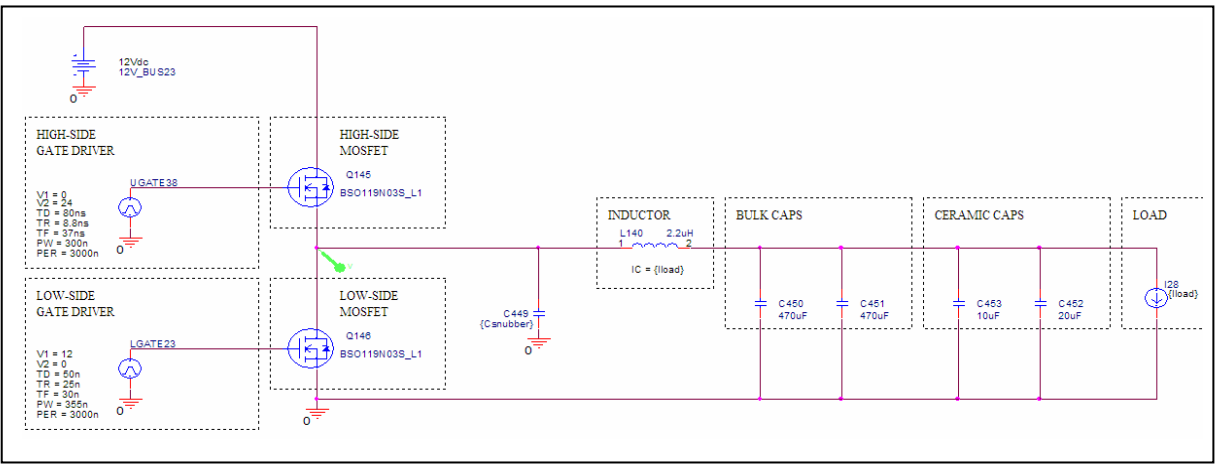 12Vdc
12V_BUS23
0
HIGH-SIDE
GATE DRIVER
UGATE38
V1 = 0
V2 = 24
TD = 80ns
TR = 8.8ns
TF = 37ns
PW = 300n
PER = 3000n
0
HIGH-SIDE
MOSFET
Q145
BSO119N03S_L1
LOW-SIDE
GATE DRIVER
LGATE23
V1 = 12
V2 = 0
TD = 50n
TR = 25n
TF = 30n
PW = 355n
PER = 3000n
0
LOW-SIDE
MOSFET
Q146
BSO119N03S_L1
0
C449
{Csnubber}
0
INDUCTOR
L140 2.2uH
1 2
IC = {Iload}
BULK CAPS
C450
470uF
C451
470uF
CERAMIC CAPS
C453
10uF
C452
20uF
LOAD
I28
{Iload}